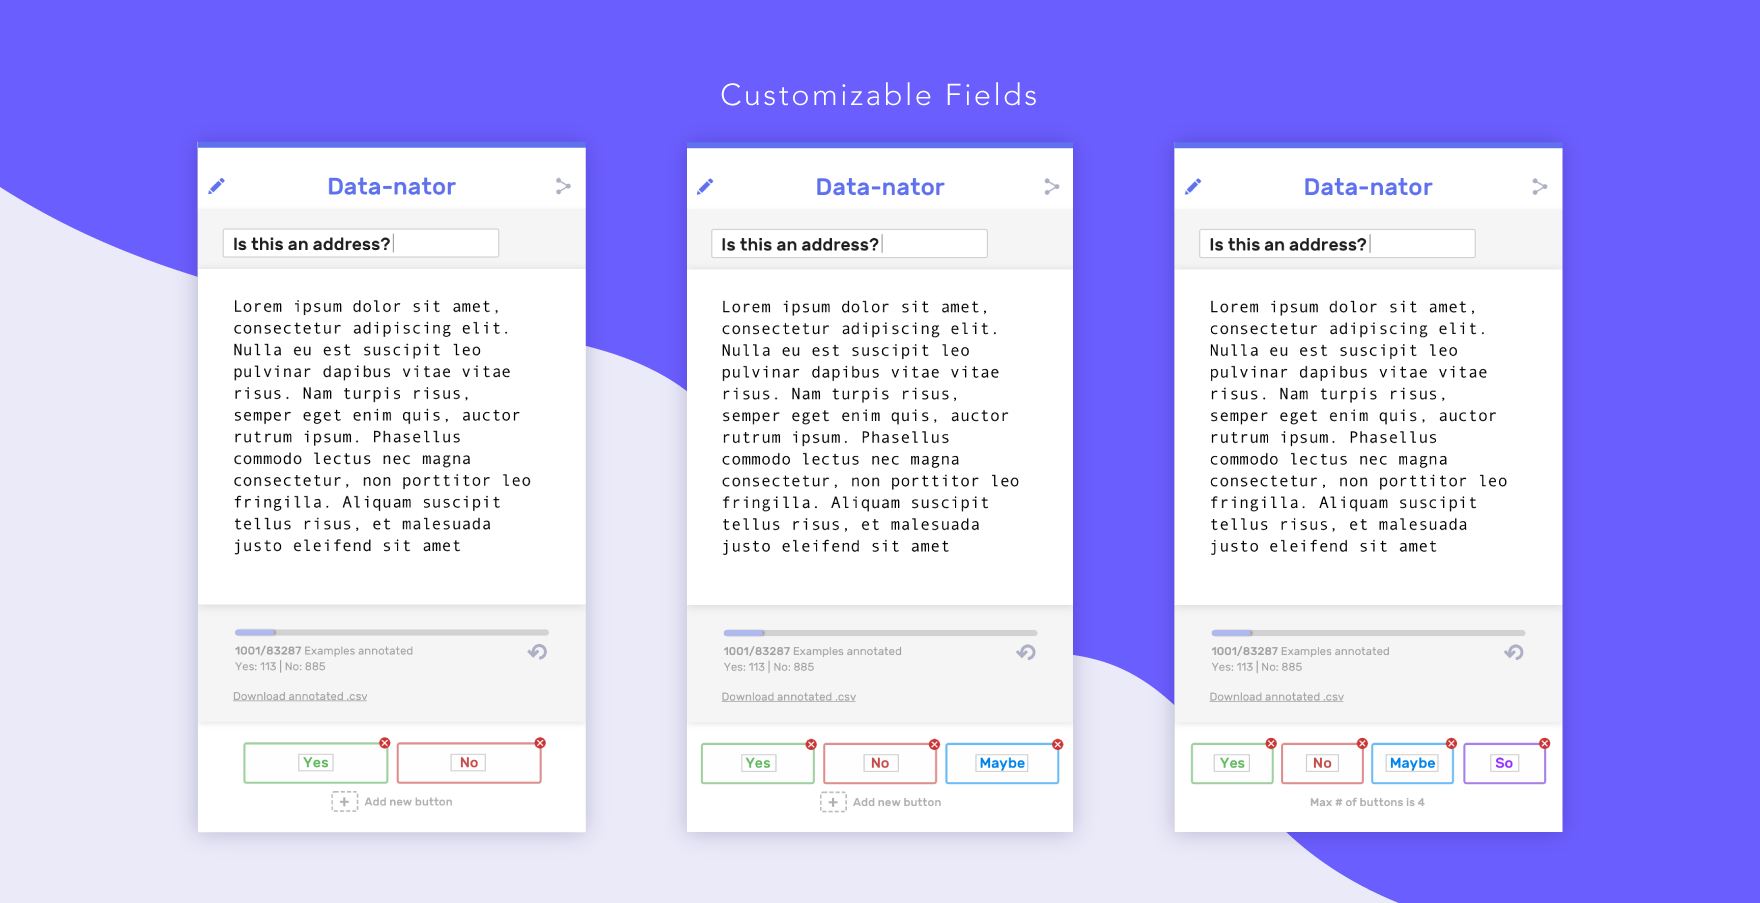 Customizable Fields
Data-nator
Is this an address?
Lorem ipsum dolor sit amet,
consectetur adipiscing elit.
Nulla eu est suscipit leo
pulvinar dapibus vitae vitae
risus. Nam turpis risus,
semper eget enim quis, auctor
rutrum ipsum. Phasellus
commodo lectus nec magna
consectetur, non porttitor leo
fringilla. Aliquam suscipit
tellus risus, et malesuada
justo eleifend sit amet
1001/83287 Examples annotated
Yes: 113 | No: 885
Download annotated .csv
Yes No
Add new button
Data-nator
Is this an address?
Lorem ipsum dolor sit amet,
consectetur adipiscing elit.
Nulla eu est suscipit leo
pulvinar dapibus vitae vitae
risus. Nam turpis risus,
semper eget enim quis, auctor
rutrum ipsum. Phasellus
commodo lectus nec magna
consectetur, non porttitor leo
fringilla. Aliquam suscipit
tellus risus, et malesuada
justo eleifend sit amet
1001/83287 Examples annotated
Yes: 113 | No: 885
Download annotated .csv
Yes No Maybe
Add new button
Data-nator
Is this an address?
Lorem ipsum dolor sit amet,
consectetur adipiscing elit.
Nulla eu est suscipit leo
pulvinar dapibus vitae vitae
risus. Nam turpis risus,
semper eget enim quis, auctor
rutrum ipsum. Phasellus
commodo lectus nec magna
consectetur, non porttitor leo
fringilla. Aliquam suscipit
tellus risus, et malesuada
justo eleifend sit amet
1001/83287 Examples annotated
Yes: 113 | No: 885
Download annotated .csv
Yes No Maybe So
Max # of buttons is 4